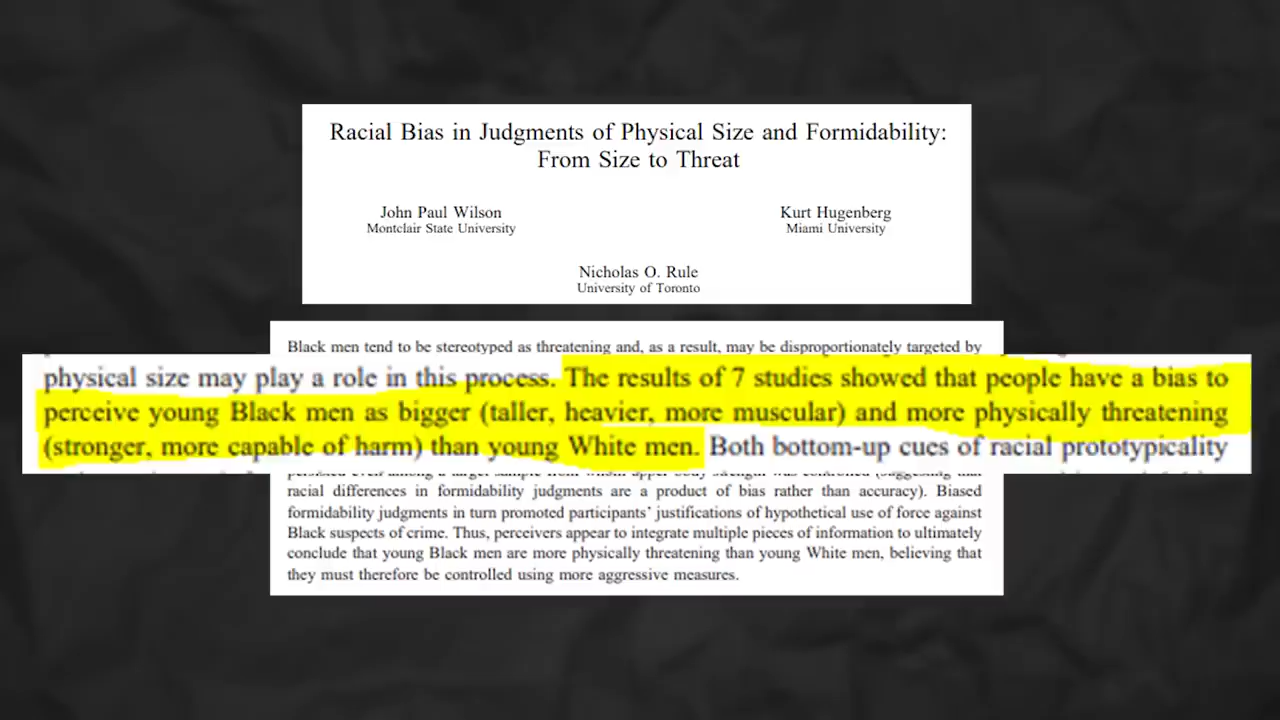 Racial Bias in Judgments of Physical Size and Formidability:
From Size to Threat
John Paul Wilson
Montclair State University
Kurt Hugenberg
Miami University
Nicholas O. Rule
University of Toronto
Black men tend to be stereotyped as threatening and, as a result, may be disproportionately targeted by
physical size may play a role in this process. The results of 7 studies showed that people have a bias to
perceive young Black men as bigger (taller, heavier, more muscular) and more physically threatening
(stronger, more capable of harm) than young White men. Both bottom-up cues of racial prototypicality
racial differences in formidability judgments are a product of bias rather than accuracy). Biased
formidability judgments in turn promoted participants' justifications of hypothetical use of force against
Black suspects of crime. Thus, perceivers appear to integrate multiple pieces of information to ultimately
conclude that young Black men are more physically threatening than young White men, believing that
they must therefore be controlled using more aggressive measures.